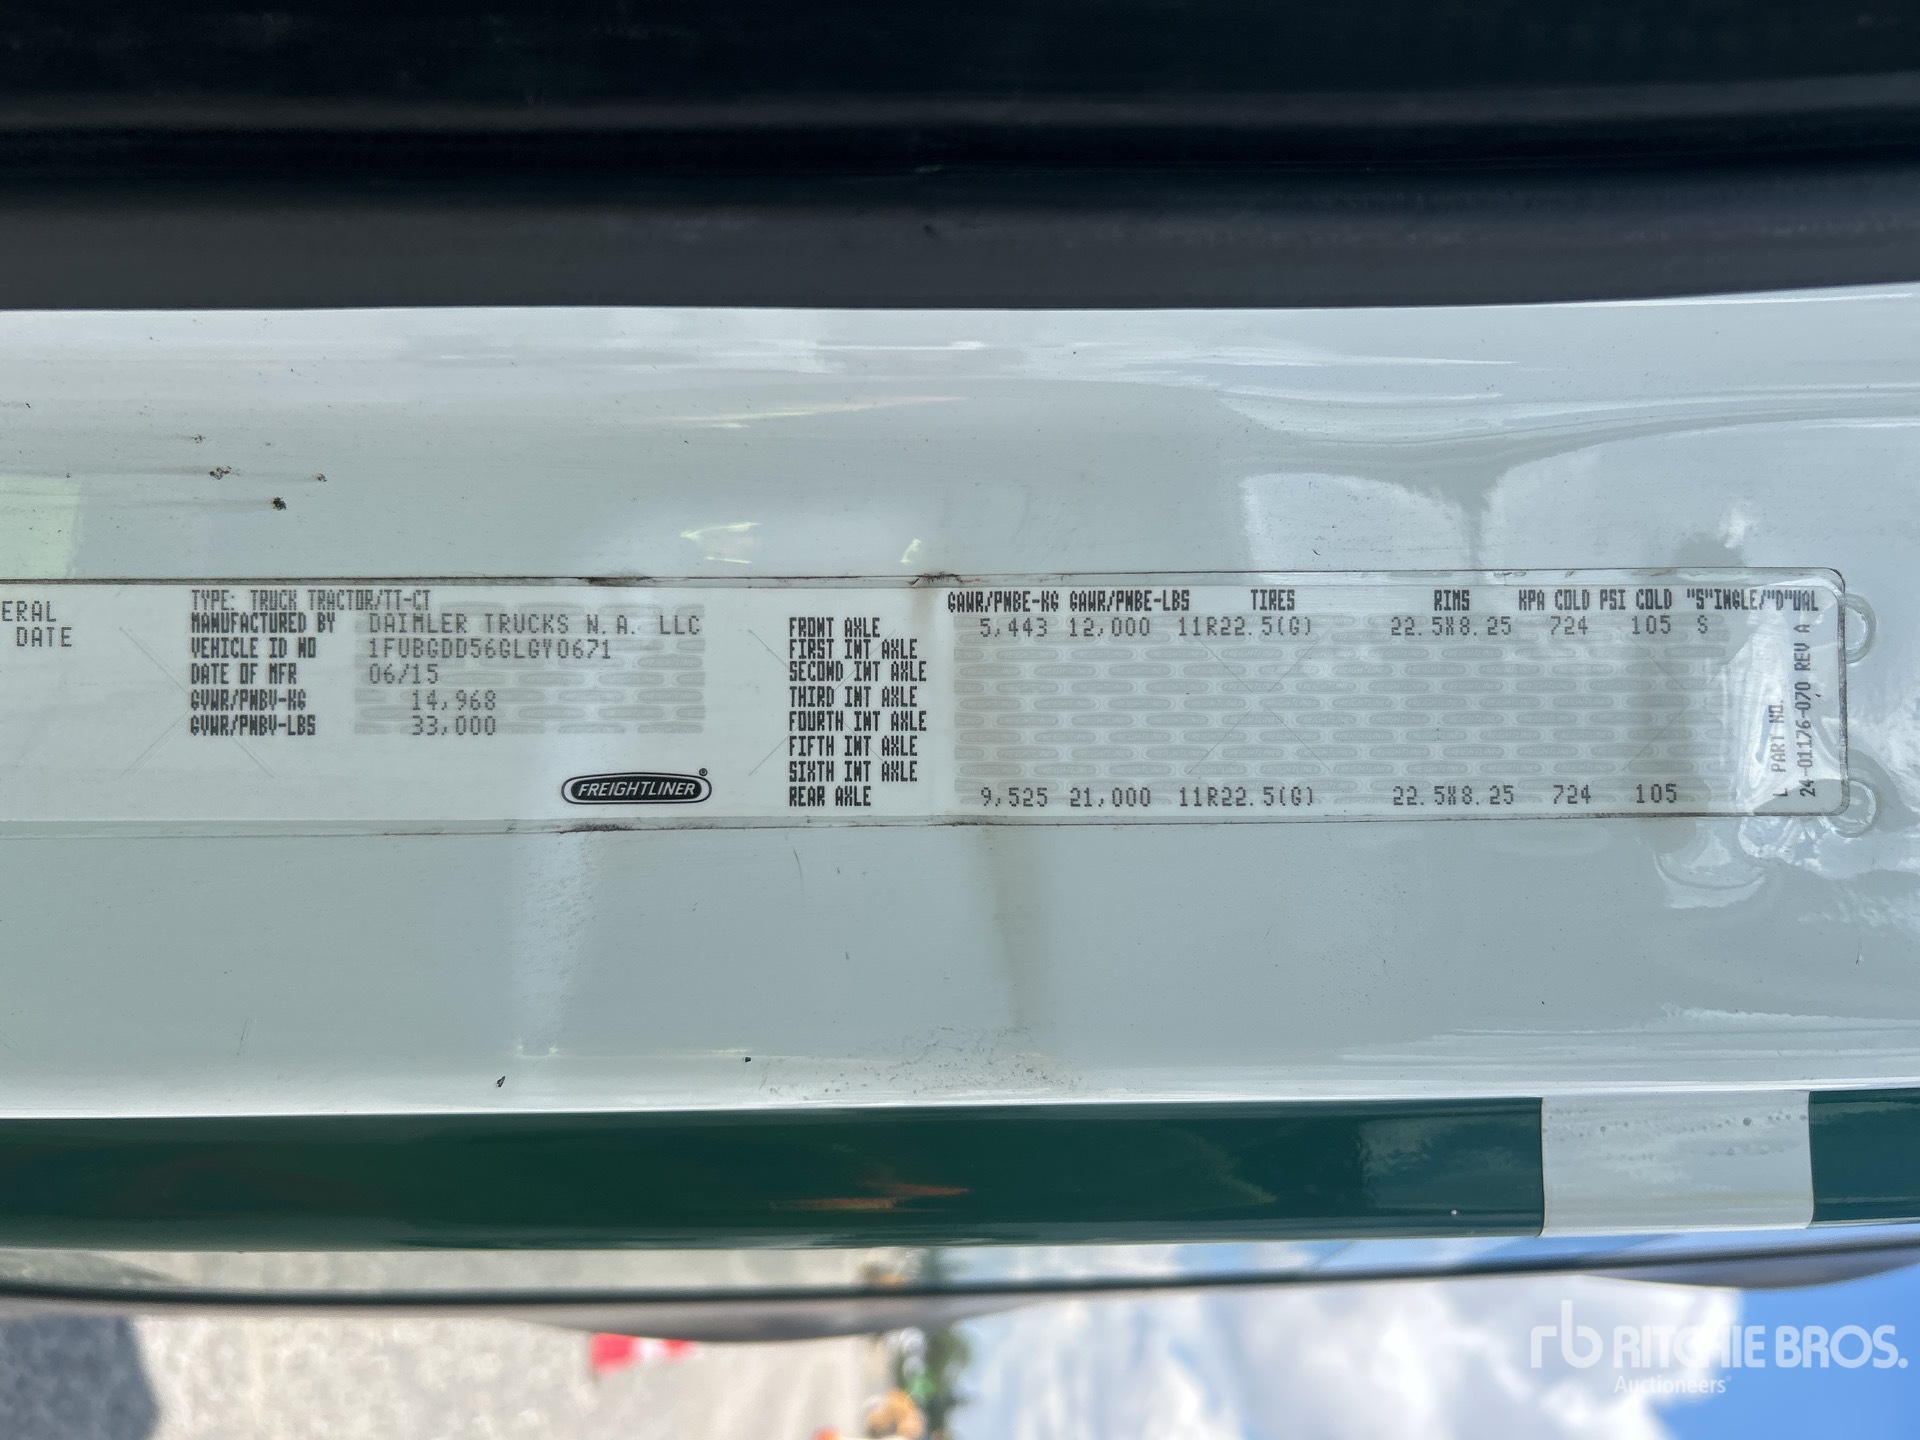 ERAL
DATE
TYPE: TRUCK TRACTOR/TT-CT
MANUFACTURED BY DAIMLER TRUCKS N.A. LLC
VEHICLE ID NO 1FUBGDD56GLGY0671
DATE OF MFR 06/15
GVWR/PNBV-KG 14,968
GVWR/PNBV-LBS 33,000
FREIGHTLINER®
GAWR/PNBE-KG GAWR/PNBE-LBS TIRES RIMS KPA COLD PSI COLD "S"INGLE/"D"UAL
FRONT AXLE 5,443 12,000 11R22.5(G) 22.5X8.25 724 105 S
FIRST INT AXLE
SECOND INT AXLE
THIRD INT AXLE
FOURTH INT AXLE
FIFTH INT AXLE
SIXTH INT AXLE
REAR AXLE 9,525 21,000 11R22.5(G) 22.5X8.25 724 105
L PART NO.
24-01176-070 REV A
rb RITCHIE BROS.
Auctioneers